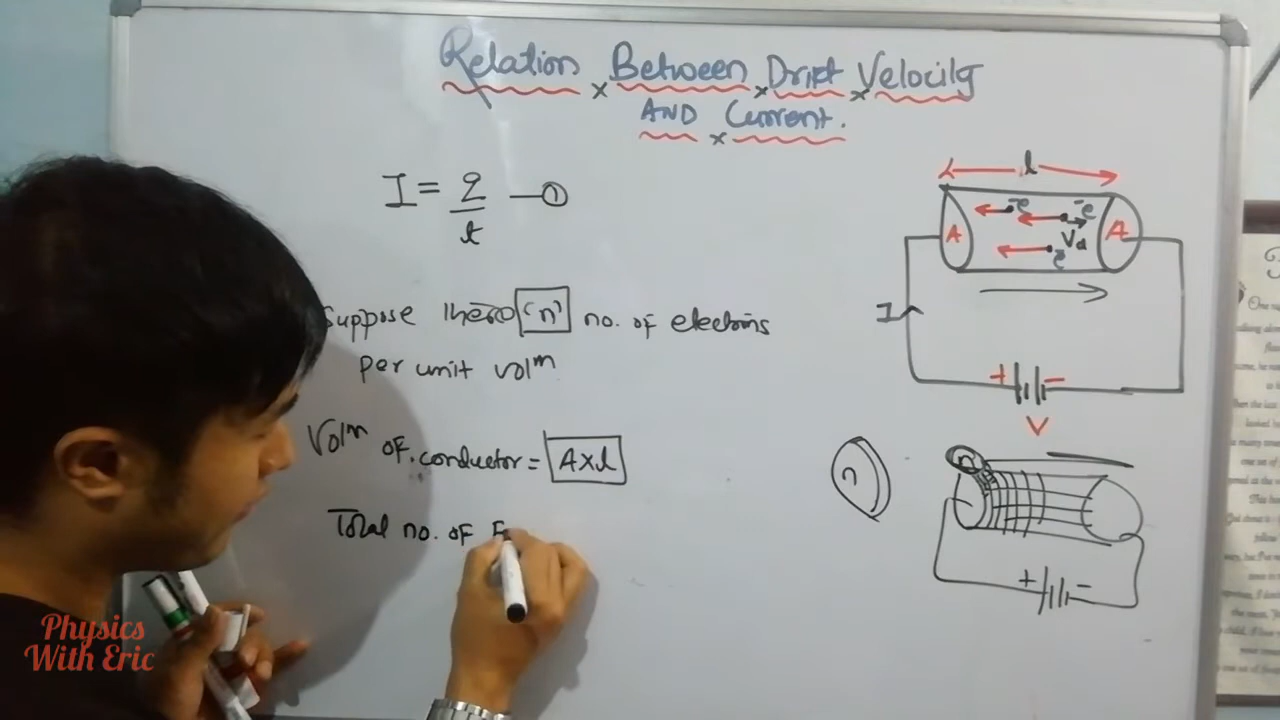 Relation Between Drift Velocity
AND Current.
I = q/t —①
Suppose there 'n' no. of electrons
per unit volᵐ
Volᵐ of conductor = A×l
Total no. of F
l
A
-e
-e
e
Vd
A
I
+
-
V
n
n
+
-
Physics
With Eric
One